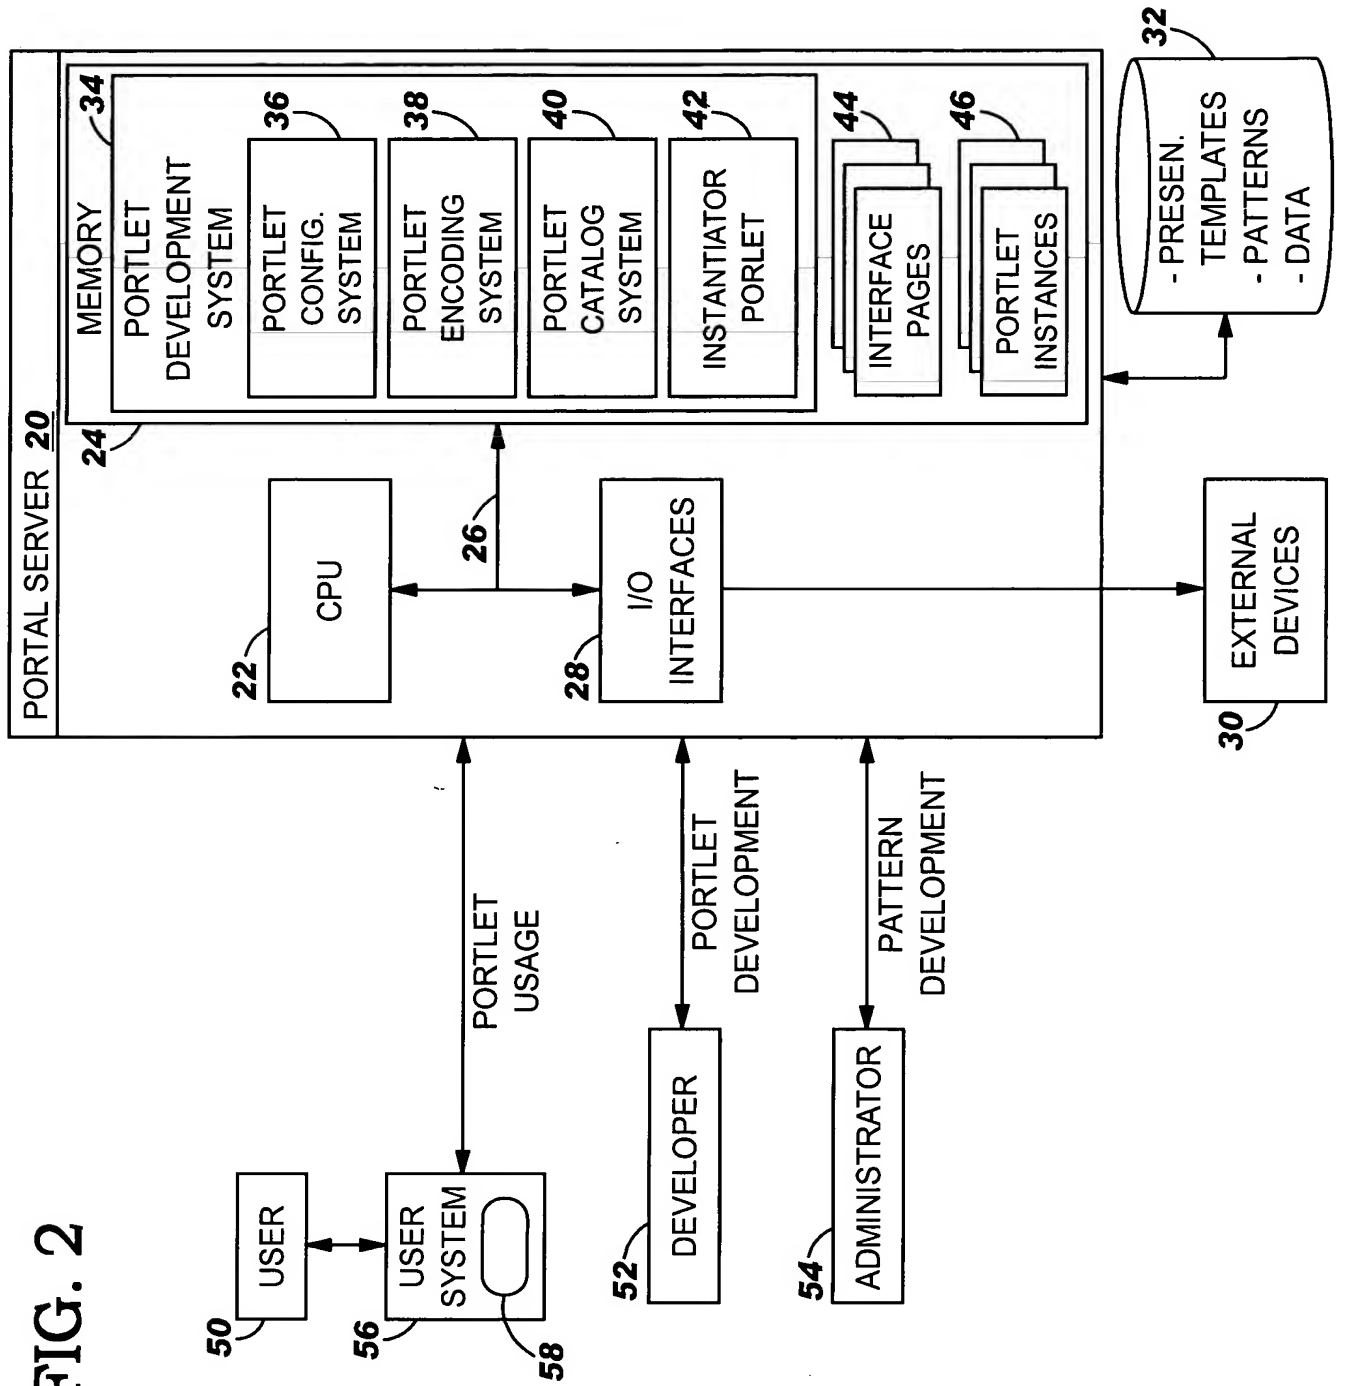 FIG. 2
PORTAL SERVER 20
MEMORY
34
PORTLET
DEVELOPMENT
SYSTEM
PORTLET
CONFIG.
SYSTEM
36
PORTLET
ENCODING
SYSTEM
38
PORTLET
CATALOG
SYSTEM
40
INSTANTIATOR
PORLET
42
INTERFACE
PAGES
44
PORTLET
INSTANCES
46
24
26
CPU
22
I/O
INTERFACES
28
EXTERNAL
DEVICES
30
32
- PRESEN.
TEMPLATES
- PATTERNS
- DATA
USER
50
USER
SYSTEM
56
58
PORTLET
USAGE
DEVELOPER
52
PORTLET
DEVELOPMENT
ADMINISTRATOR
54
PATTERN
DEVELOPMENT